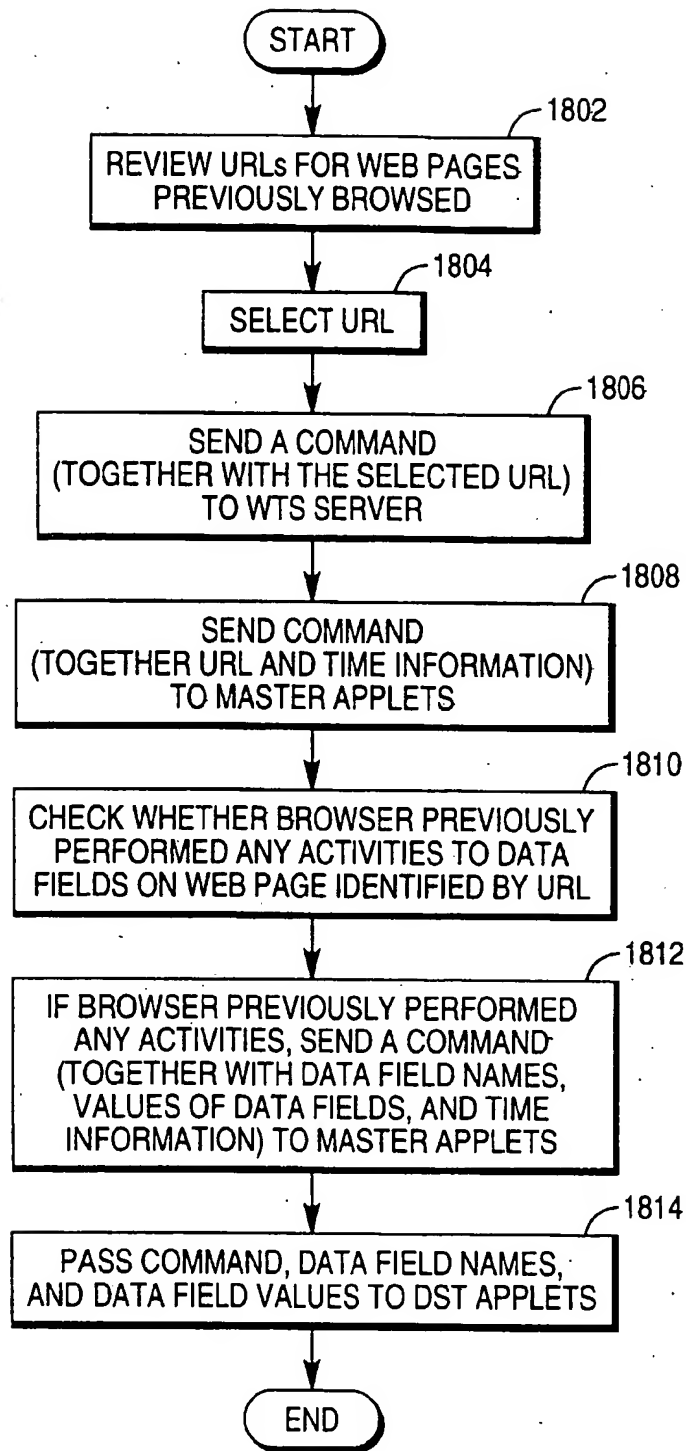 START
1802
REVIEW URLs FOR WEB PAGES
PREVIOUSLY BROWSED
1804
SELECT URL
1806
SEND A COMMAND
(TOGETHER WITH THE SELECTED URL)
TO WTS SERVER
1808
SEND COMMAND
(TOGETHER URL AND TIME INFORMATION)
TO MASTER APPLETS
1810
CHECK WHETHER BROWSER PREVIOUSLY
PERFORMED ANY ACTIVITIES TO DATA
FIELDS ON WEB PAGE IDENTIFIED BY URL
1812
IF BROWSER PREVIOUSLY PERFORMED
ANY ACTIVITIES, SEND A COMMAND
(TOGETHER WITH DATA FIELD NAMES,
VALUES OF DATA FIELDS, AND TIME
INFORMATION) TO MASTER APPLETS
1814
PASS COMMAND, DATA FIELD NAMES,
AND DATA FIELD VALUES TO DST APPLETS
END